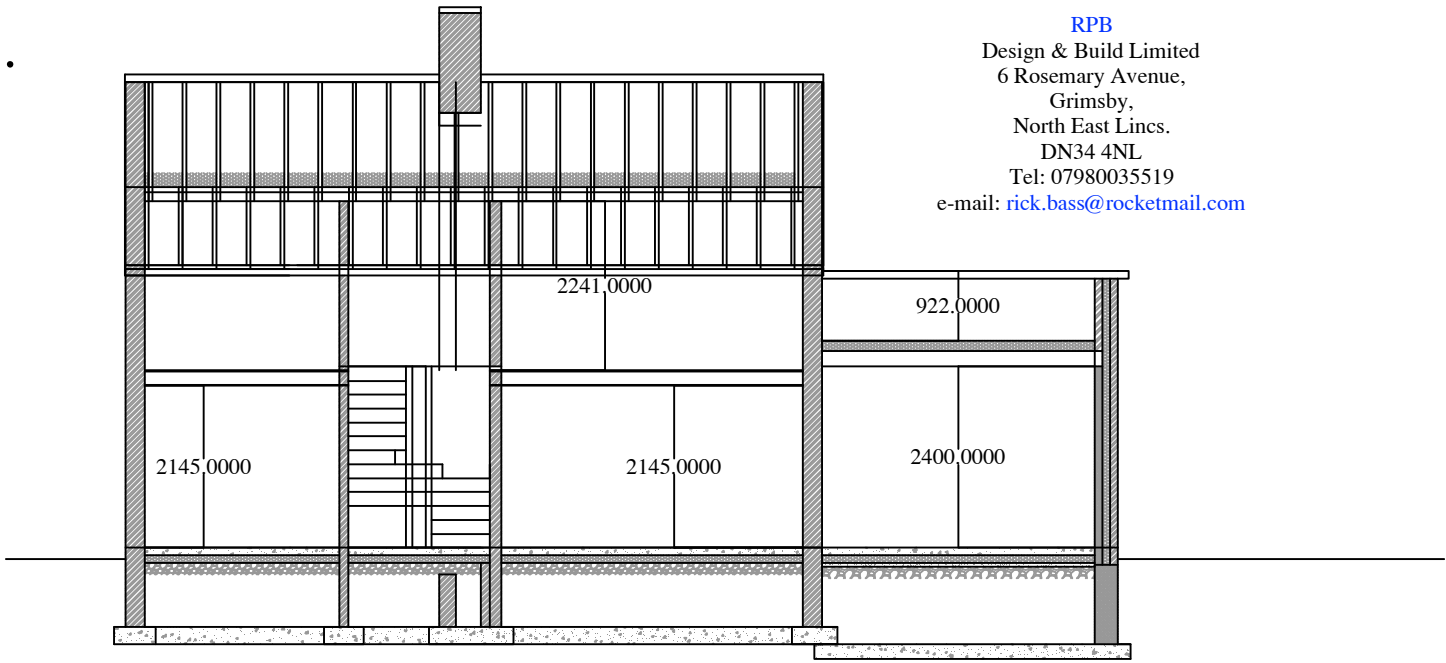 RPB
Design & Build Limited
6 Rosemary Avenue,
Grimsby,
North East Lincs.
DN34 4NL
Tel: 07980035519
e-mail: rick.bass@rocketmail.com
2241.0000
922.0000
2145.0000
2145.0000
2400.0000